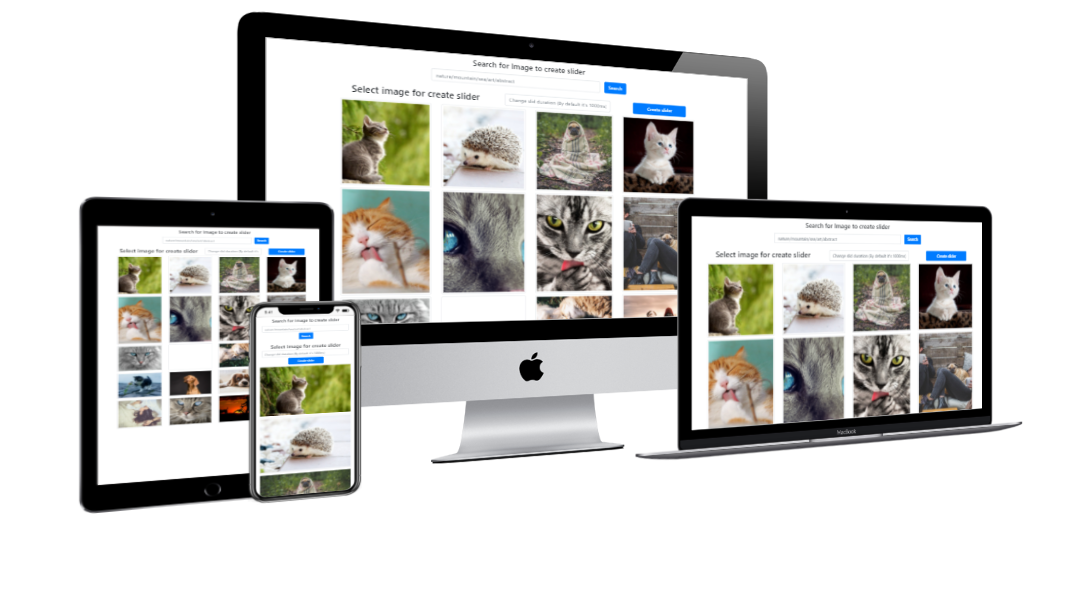 Search for Image to create slider
nature/mountain/sea/art/abstract
Search
Select image for create slider
Change slid duration (By default it's 1000ms)
Create slider
Search for Image to create slider
Search
Select image for create slider
Create slider
Search for Image to create slider
Search
Select image for create slider
Create slider
Search for Image to create slider
nature/mountain/sea/art/abstract
Search
Select image for create slider
Change slid duration (By default it's 1000ms
Create slider
MacBook